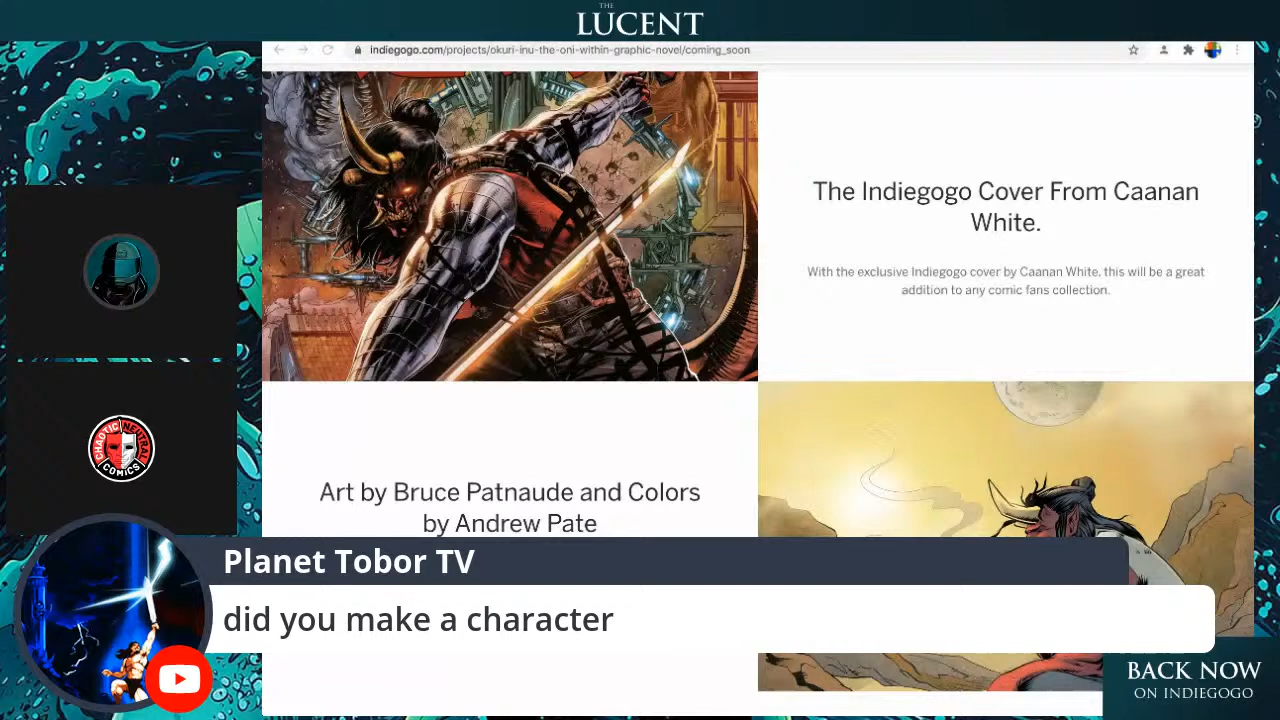 THE
LUCENT
indiegogo.com/projects/okuri-inu-the-oni-within-graphic-novel/coming_soon
The Indiegogo Cover From Caanan
White.
With the exclusive Indiegogo cover by Caanan White, this will be a great
addition to any comic fans collection.
CHAOTIC NEUTRAL
COMICS
Art by Bruce Patnaude and Colors
by Andrew Pate
Planet Tobor TV
did you make a character
BACK NOW
ON INDIEGOGO